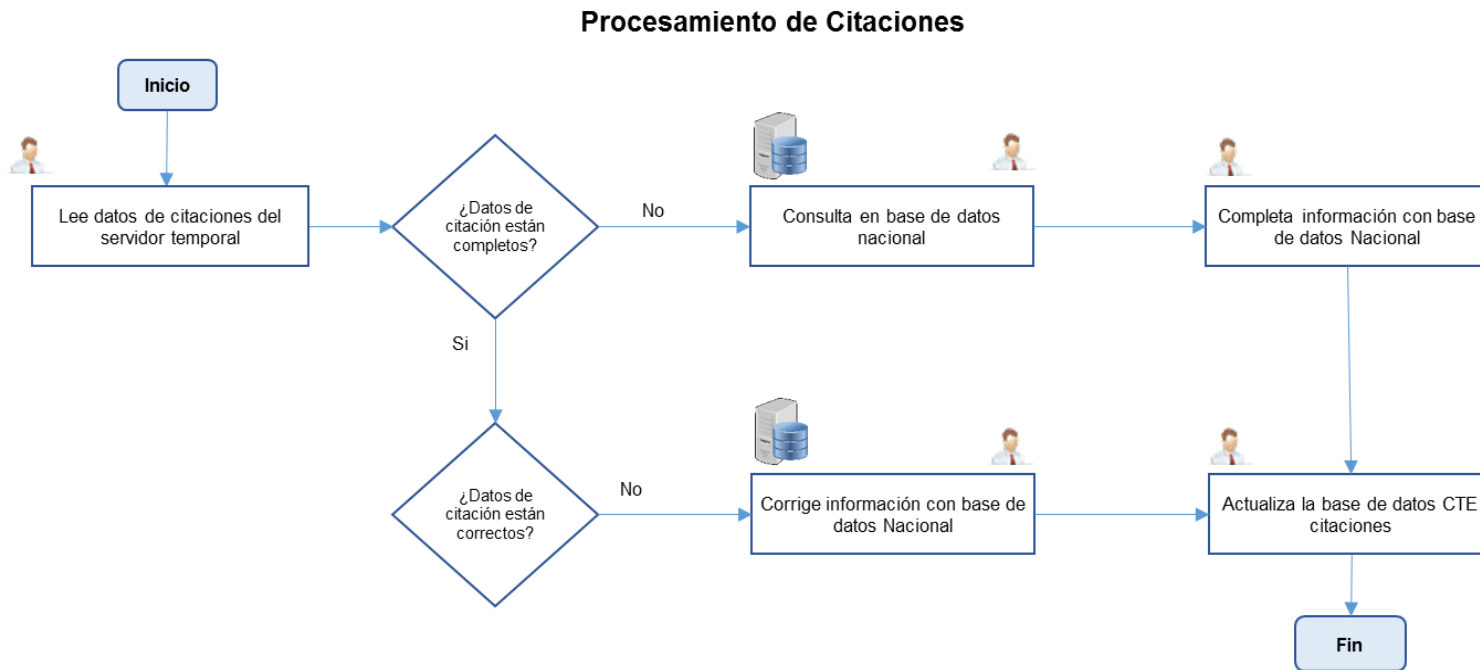 Procesamiento de Citaciones
Inicio
Lee datos de citaciones del
servidor temporal
¿Datos de
citación están
completos?
No
Consulta en base de datos
nacional
Completa información con base
de datos Nacional
Si
¿Datos de
citación están
correctos?
No
Corrige información con base de
datos Nacional
Actualiza la base de datos CTE
citaciones
Fin